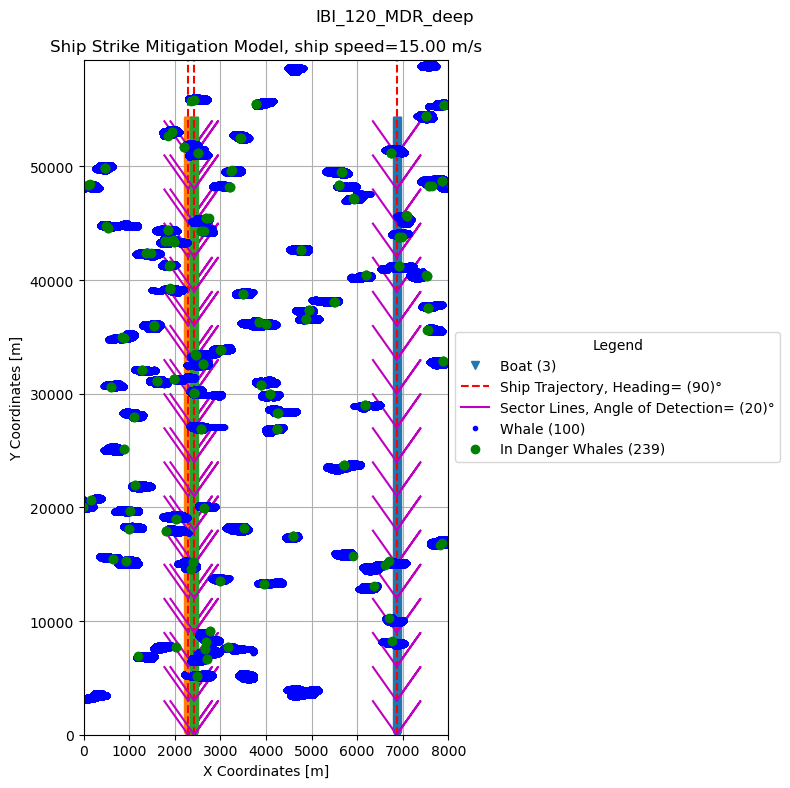 IBI_120_MDR_deep
Ship Strike Mitigation Model, ship speed=15.00 m/s
50000
40000
30000
20000
10000
0
Y Coordinates [m]
0 1000 2000 3000 4000 5000 6000 7000 8000
X Coordinates [m]
Legend
Boat (3)
Ship Trajectory, Heading= (90)°
Sector Lines, Angle of Detection= (20)°
Whale (100)
In Danger Whales (239)